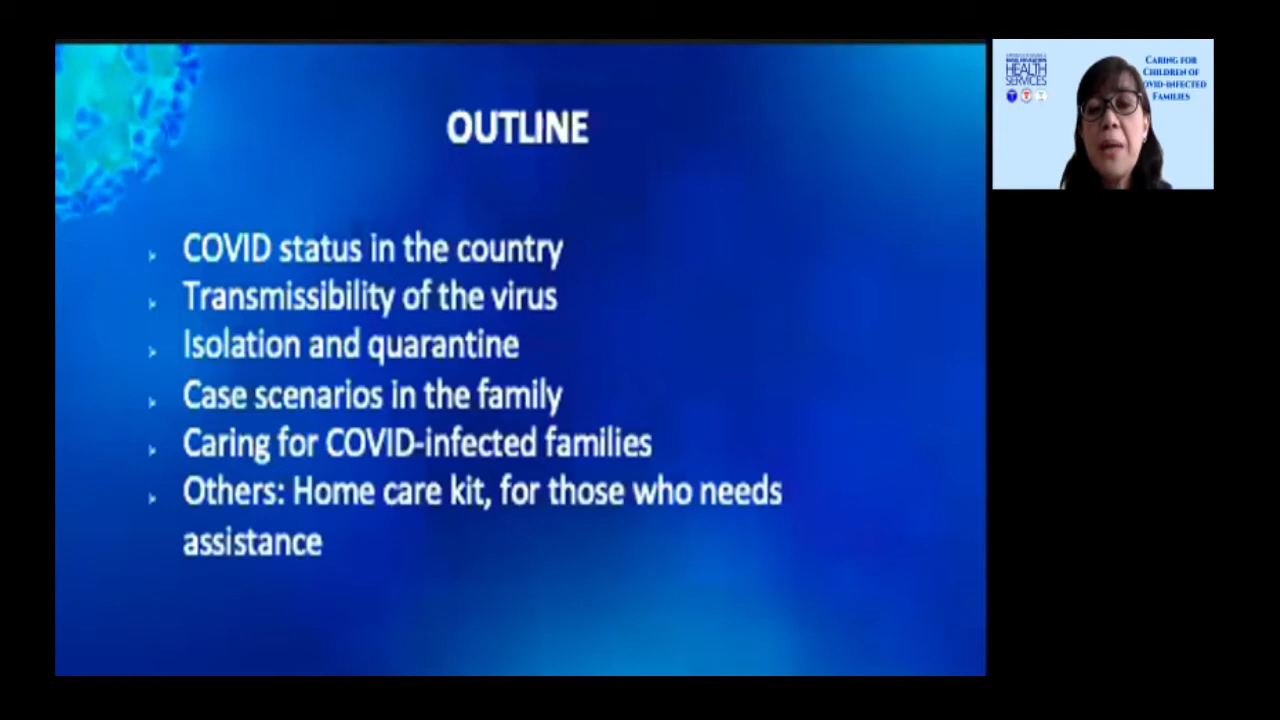 OUTLINE
COVID status in the country
Transmissibility of the virus
Isolation and quarantine
Case scenarios in the family
Caring for COVID-infected families
Others: Home care kit, for those who needs
assistance
HEALTH
SERVICES
CARING FOR
CHILDREN OF
OVID-INFECTED
FAMILIES